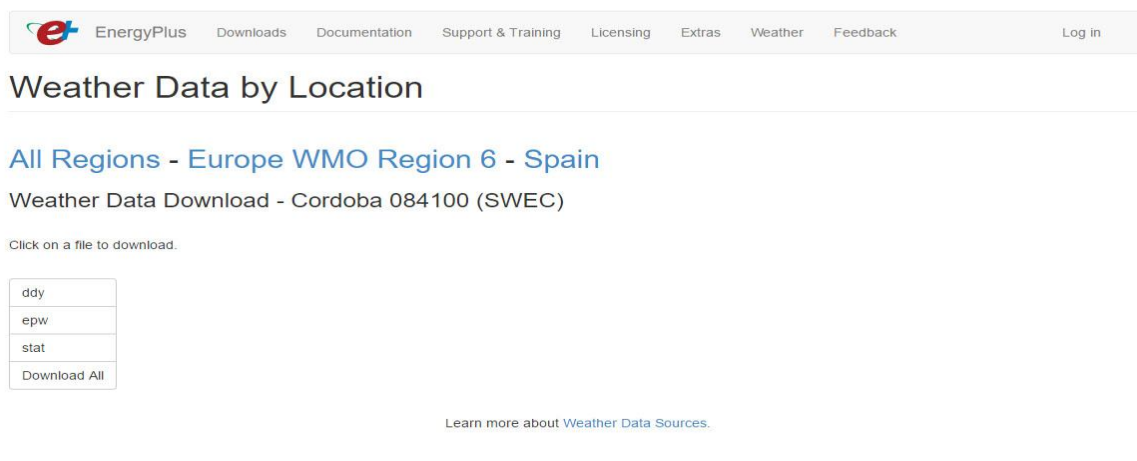 e+ EnergyPlus Downloads Documentation Support & Training Licensing Extras Weather Feedback Log in
Weather Data by Location
All Regions - Europe WMO Region 6 - Spain
Weather Data Download - Cordoba 084100 (SWEC)
Click on a file to download.
ddy
epw
stat
Download All
Learn more about Weather Data Sources.